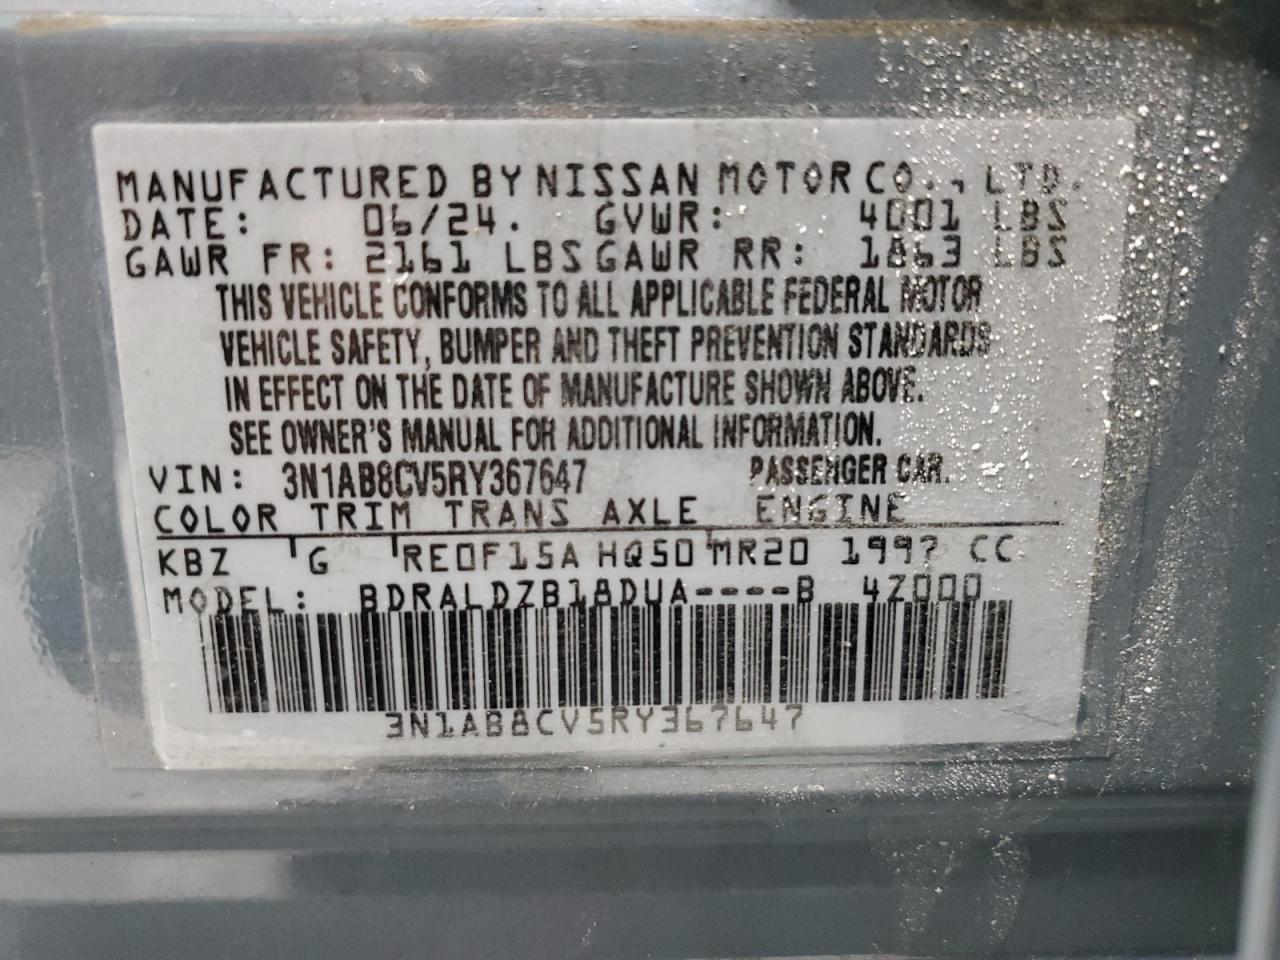 MANUFACTURED BY NISSAN MOTOR CO., LTD.
DATE: 06/24. GVWR: 4001 LBS
GAWR FR: 2161 LBS GAWR RR: 1863 LBS
THIS VEHICLE CONFORMS TO ALL APPLICABLE FEDERAL MOTOR
VEHICLE SAFETY, BUMPER AND THEFT PREVENTION STANDARDS
IN EFFECT ON THE DATE OF MANUFACTURE SHOWN ABOVE.
SEE OWNER'S MANUAL FOR ADDITIONAL INFORMATION.
VIN: 3N1AB8CV5RY367647 PASSENGER CAR.
COLOR TRIM TRANS AXLE ENGINE
KBZ G RE0F15A HQ50 MR20 1997 CC
MODEL: BDRALDZB18DUA----B 4Z000
3N1AB8CV5RY367647